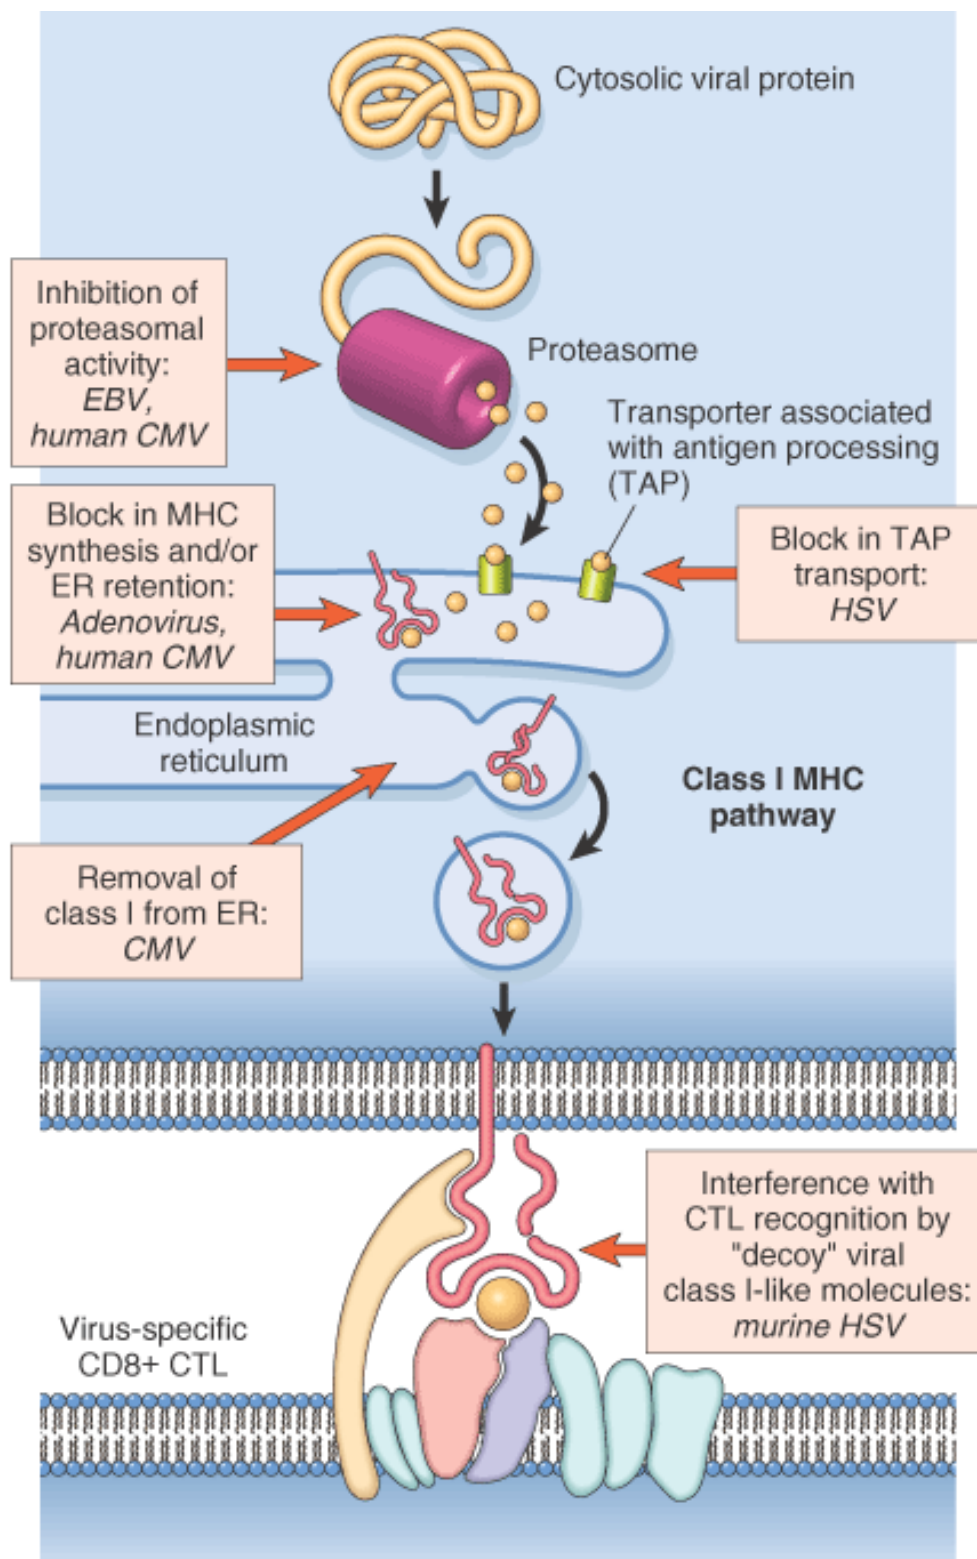 Cytosolic viral protein
Inhibition of
proteasomal
activity:
EBV,
human CMV
Proteasome
Transporter associated
with antigen processing
(TAP)
Block in MHC
synthesis and/or
ER retention:
Adenovirus,
human CMV
Block in TAP
transport:
HSV
Endoplasmic
reticulum
Class I MHC
pathway
Removal of
class I from ER:
CMV
Interference with
CTL recognition by
"decoy" viral
class I-like molecules:
murine HSV
Virus-specific
CD8+ CTL